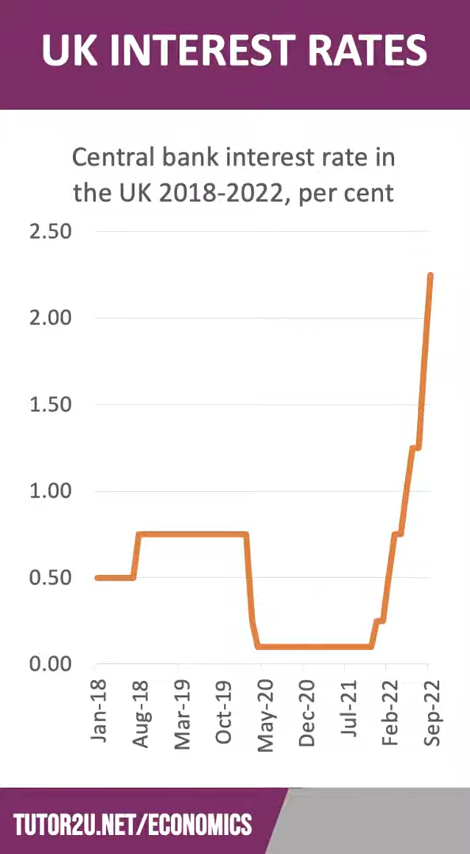 UK INTEREST RATES
Central bank interest rate in
the UK 2018-2022, per cent
2.50
2.00
1.50
1.00
0.50
0.00
Jan-18
Aug-18
Mar-19
Oct-19
May-20
Dec-20
Jul-21
Feb-22
Sep-22
TUTOR2U.NET/ECONOMICS